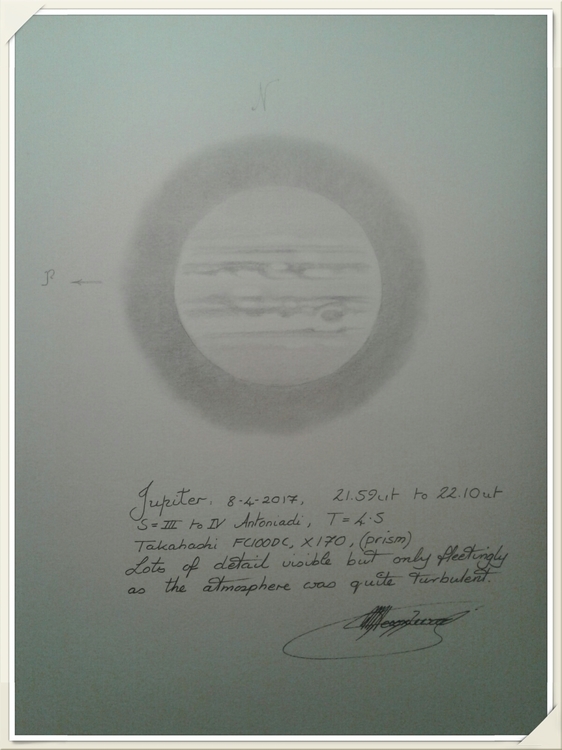 N
P
Jupiter. 8-4-2017, 21.59ut to 22.10ut
S=III to IV Antoniadi, T=4.5
Takahashi FC100DC, X170, (prism)
Lots of detail visible but only fleetingly
as the atmosphere was quite turbulent.